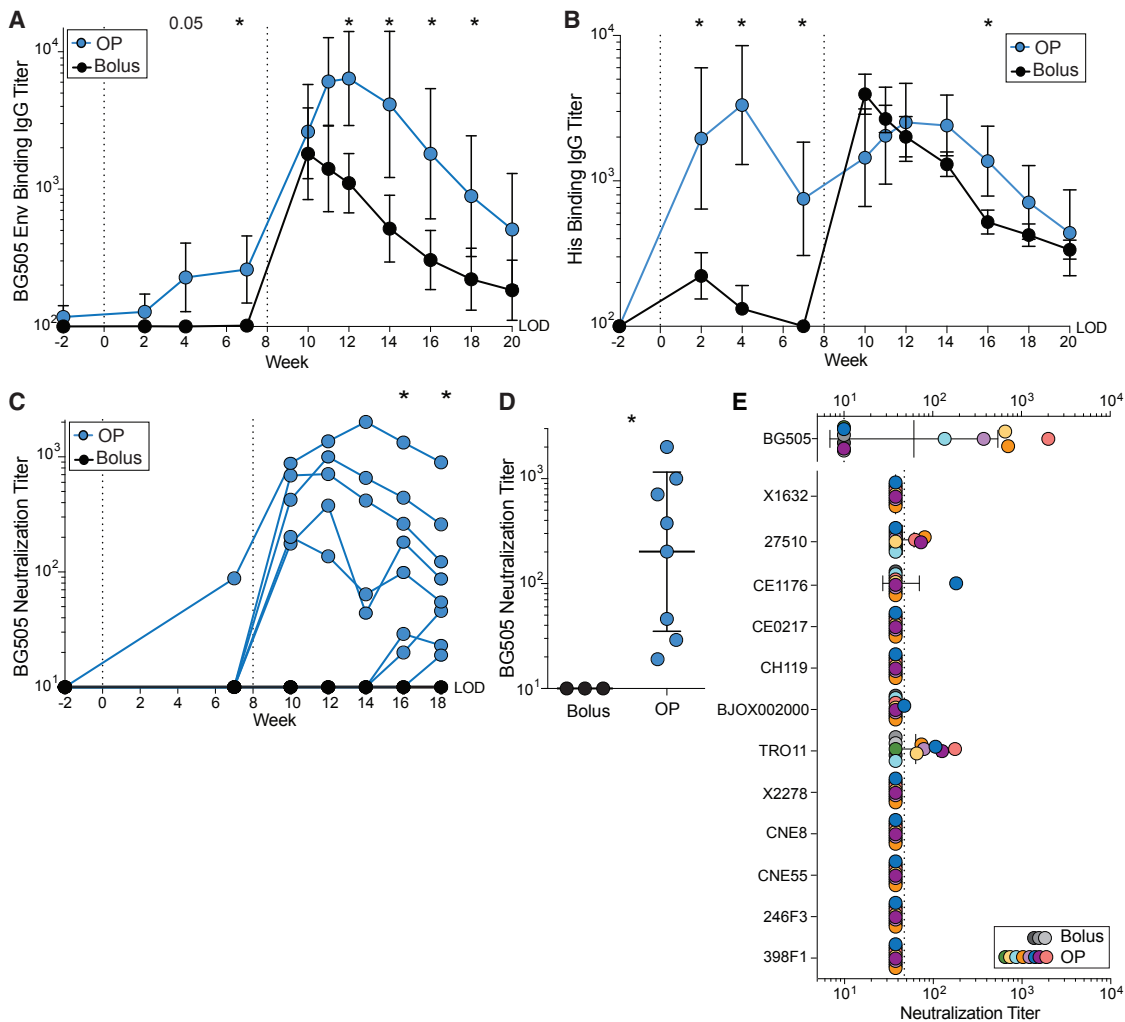 A
0.05 * * * * *
OP
Bolus
BG505 Env Binding IgG Titer
10^4
10^3
10^2
LOD
-2 0 2 4 6 8 10 12 14 16 18 20
Week
B
* * * *
OP
Bolus
His Binding IgG Titer
10^4
10^3
10^2
LOD
-2 0 2 4 6 8 10 12 14 16 18 20
Week
C
* *
OP
Bolus
BG505 Neutralization Titer
10^3
10^2
10^1
LOD
-2 0 2 4 6 8 10 12 14 16 18
Week
D
*
BG505 Neutralization Titer
10^3
10^2
10^1
Bolus OP
E
10^1 10^2 10^3 10^4
BG505
X1632
27510
CE1176
CE0217
CH119
BJOX002000
TRO11
X2278
CNE8
CNE55
246F3
398F1
Bolus
OP
10^1 10^2 10^3 10^4
Neutralization Titer